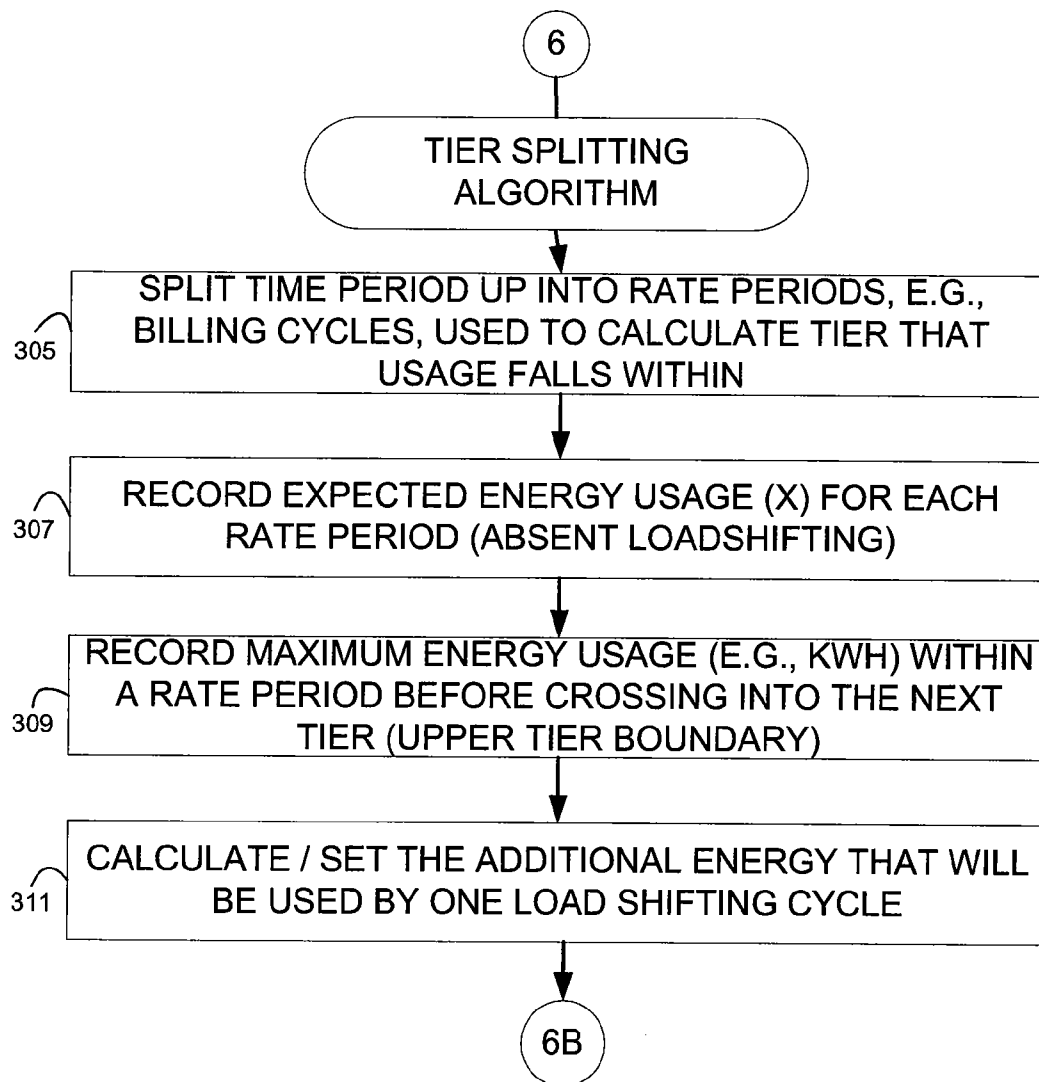 6
TIER SPLITTING
ALGORITHM
SPLIT TIME PERIOD UP INTO RATE PERIODS, E.G.,
BILLING CYCLES, USED TO CALCULATE TIER THAT
USAGE FALLS WITHIN
305
RECORD EXPECTED ENERGY USAGE (X) FOR EACH
RATE PERIOD (ABSENT LOADSHIFTING)
307
RECORD MAXIMUM ENERGY USAGE (E.G., KWH) WITHIN
A RATE PERIOD BEFORE CROSSING INTO THE NEXT
TIER (UPPER TIER BOUNDARY)
309
CALCULATE / SET THE ADDITIONAL ENERGY THAT WILL
BE USED BY ONE LOAD SHIFTING CYCLE
311
6B